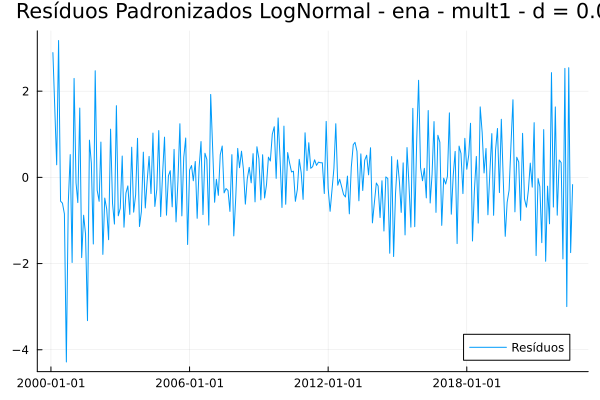 Resíduos Padronizados LogNormal - ena - mult1 - d = 0.0
2
0
−2
−4
2000-01-01 2006-01-01 2012-01-01 2018-01-01
Resíduos